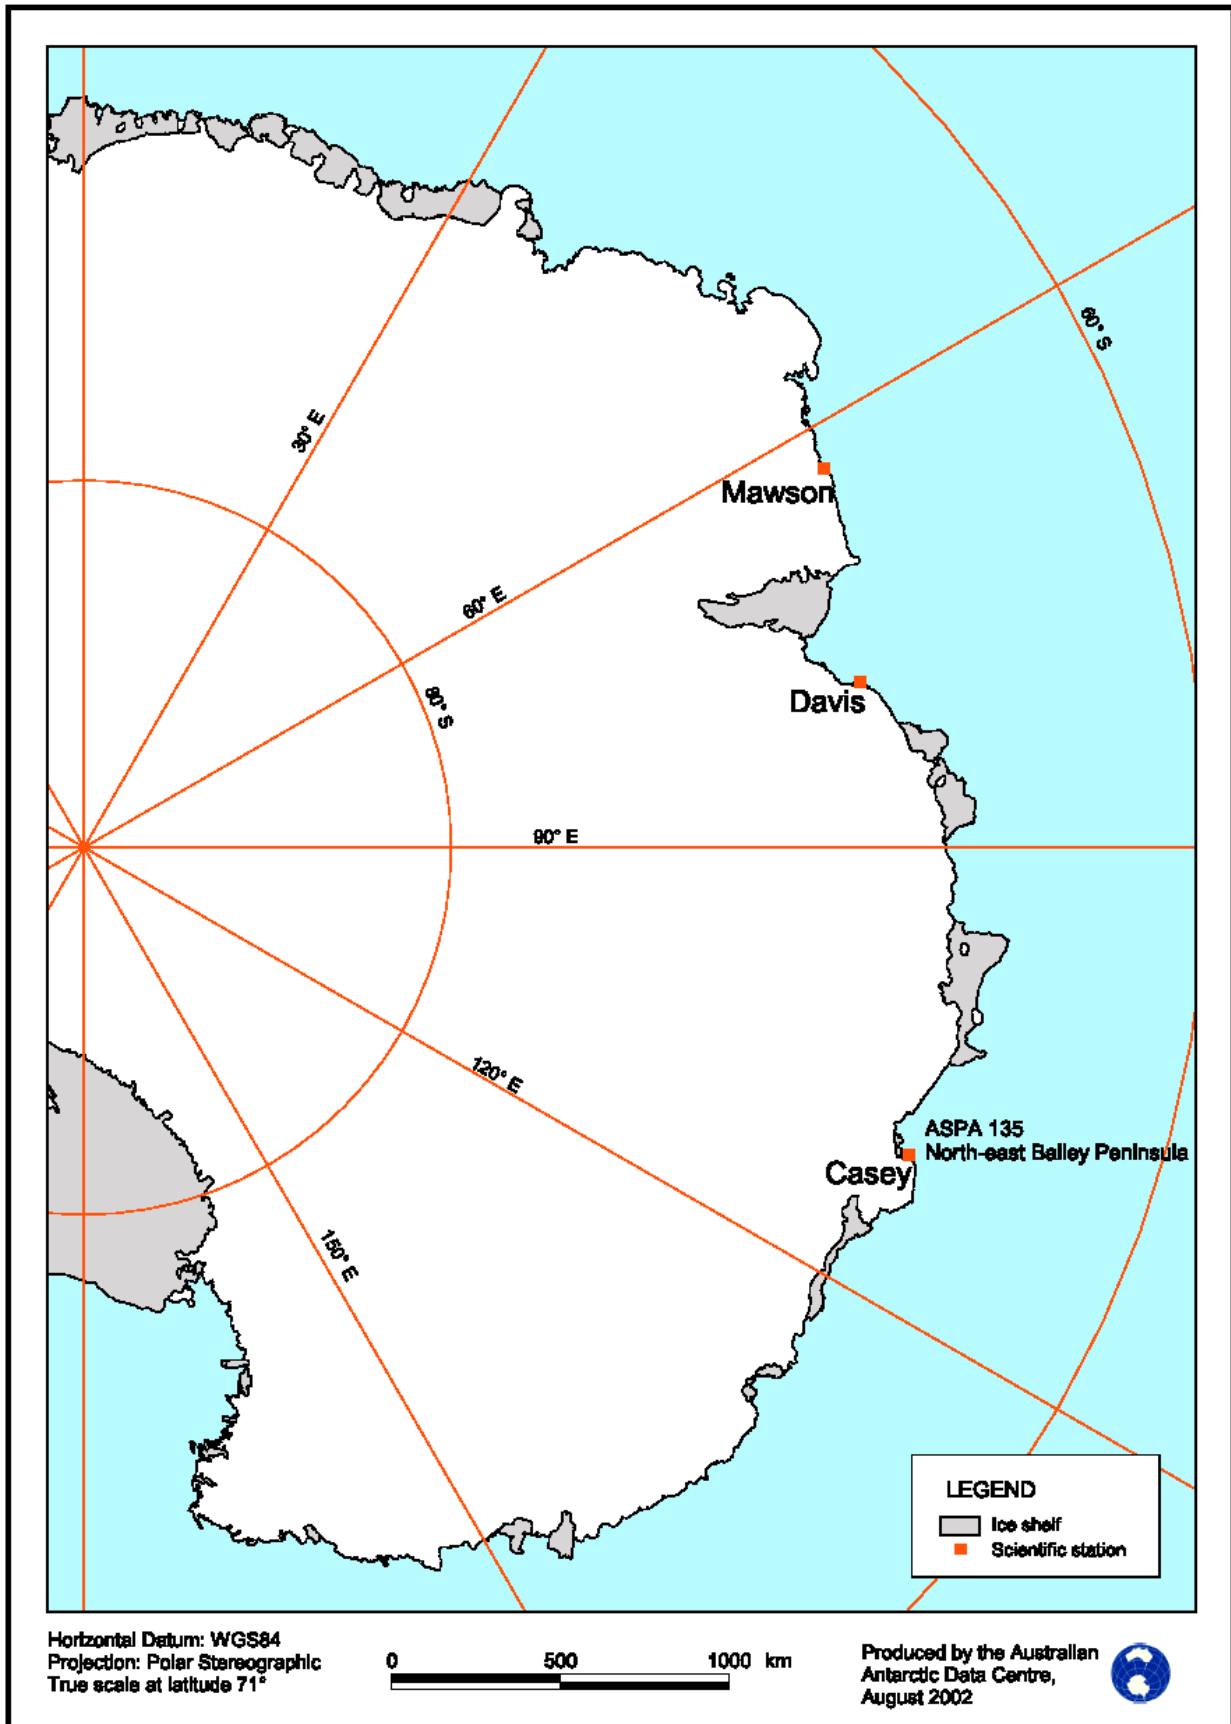 30° E
60° S
Mawson
60° E
80° S
Davis
90° E
120° E
ASPA 135
North-east Bailey Peninsula
Casey
150° E
LEGEND
Ice shelf
Scientific station
Horizontal Datum: WGS84
Projection: Polar Stereographic
True scale at latitude 71°
0 500 1000 km
Produced by the Australian
Antarctic Data Centre,
August 2002